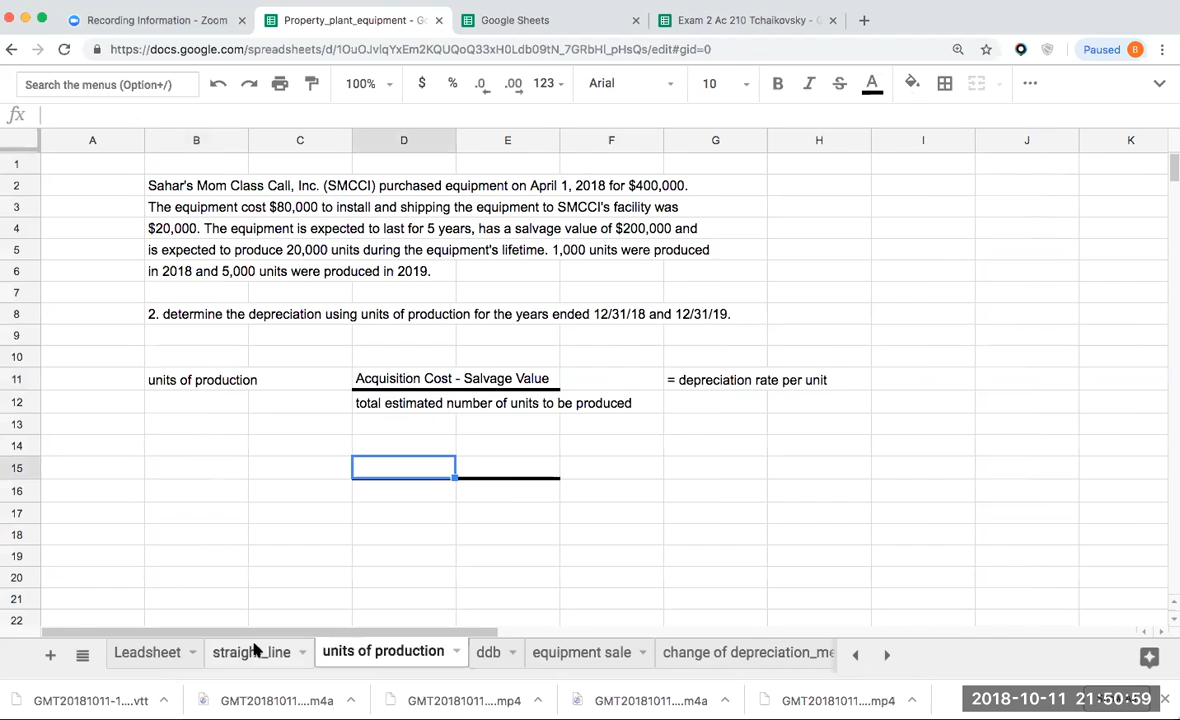 Recording Information - Zoom
Property_plant_equipment - Go
Google Sheets
Exam 2 Ac 210 Tchaikovsky - G
https://docs.google.com/spreadsheets/d/1OuOJvlqYxEm2KQUQoQ33xH0Ldb09tN_7GRbHl_pHsQs/edit#gid=0
Paused B
Search the menus (Option+/)
100% $ % .0 .00 123 Arial 10 B I S A
fx
A B C D E F G H I J K
1
2 Sahar's Mom Class Call, Inc. (SMCCI) purchased equipment on April 1, 2018 for $400,000.
3 The equipment cost $80,000 to install and shipping the equipment to SMCCI's facility was
4 $20,000. The equipment is expected to last for 5 years, has a salvage value of $200,000 and
5 is expected to produce 20,000 units during the equipment's lifetime. 1,000 units were produced
6 in 2018 and 5,000 units were produced in 2019.
7
8 2. determine the depreciation using units of production for the years ended 12/31/18 and 12/31/19.
9
10
11 units of production Acquisition Cost - Salvage Value = depreciation rate per unit
12 total estimated number of units to be produced
13
14
15
16
17
18
19
20
21
22
Leadsheet straight_line units of production ddb equipment sale change of depreciation_me
GMT20181011-1....vtt GMT20181011....m4a GMT20181011....mp4 GMT20181011....m4a GMT20181011....mp4
2018-10-11 21:50:59